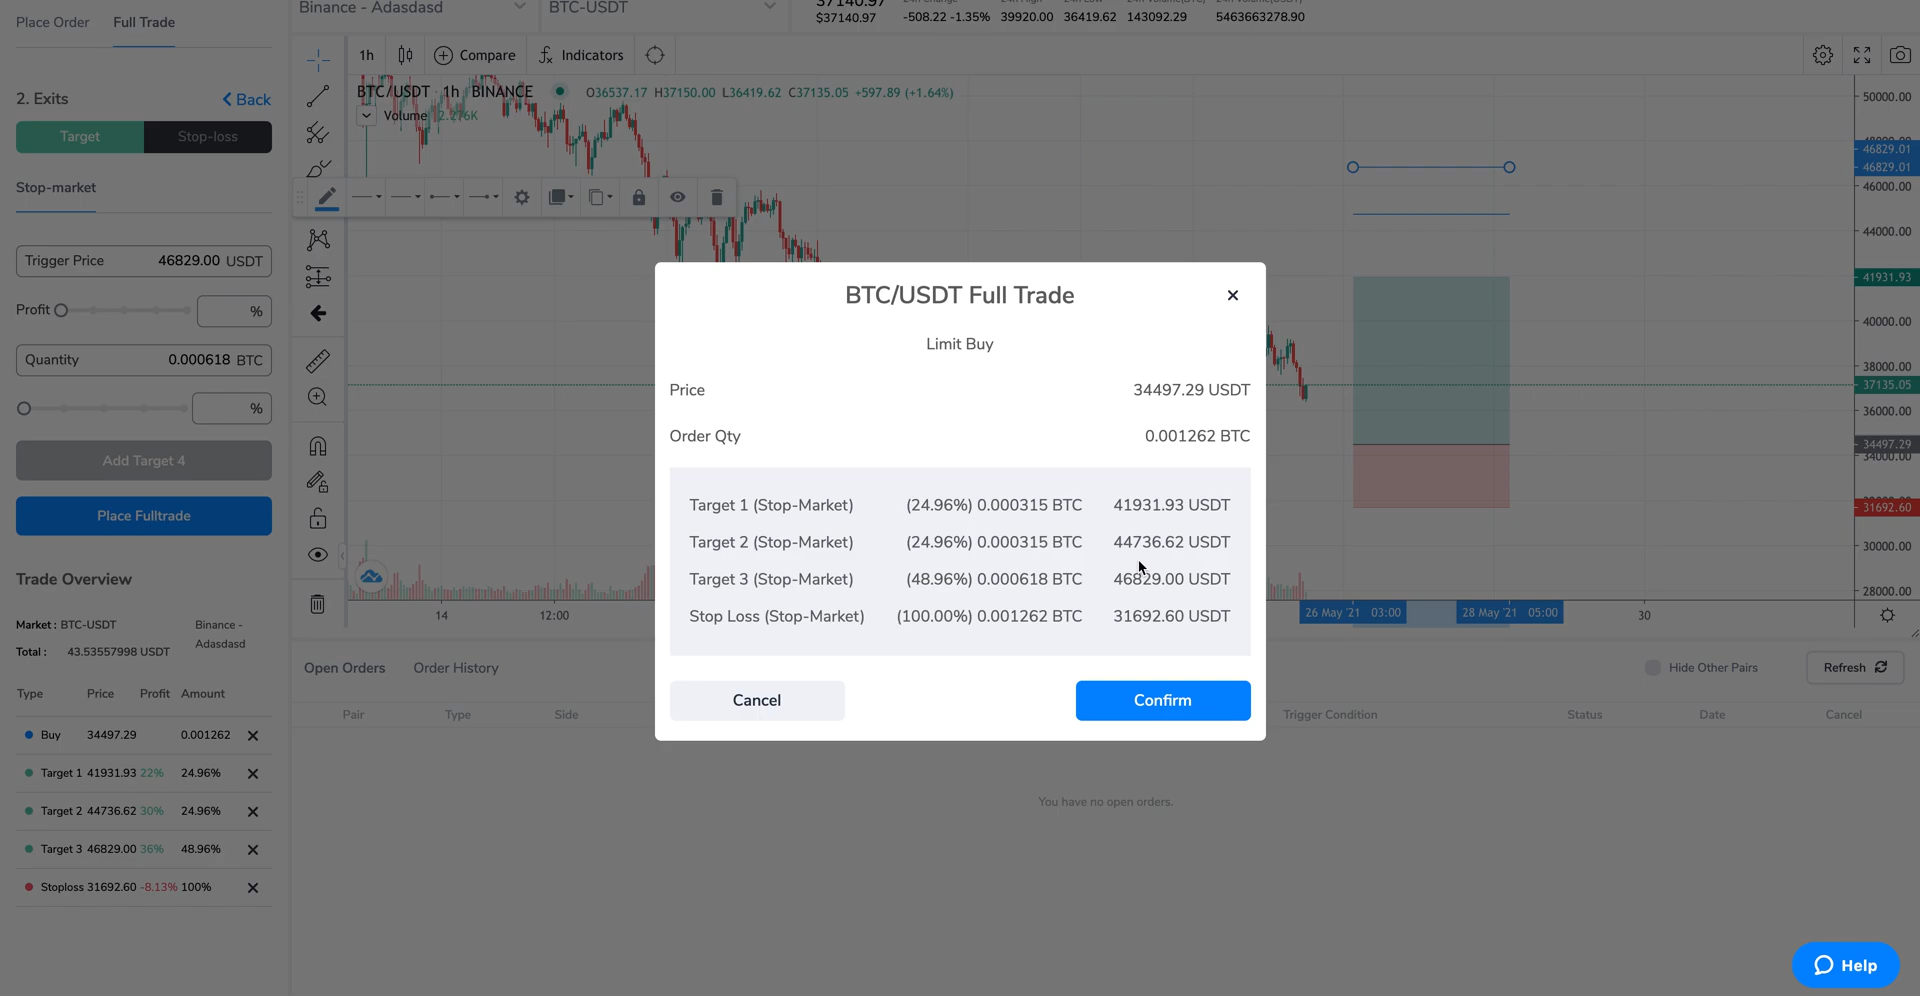 Place Order Full Trade
Binance - Adasdasd BTC-USDT
37140.97
$37140.97
-508.22 -1.35% 39920.00 36419.62 143092.29 5463663278.90
1h Compare Indicators
BTC/USDT 1h BINANCE O36537.17 H37150.00 L36419.62 C37135.05 +597.89 (+1.64%)
Volume 2.276K
2. Exits Back
Target Stop-loss
Stop-market
Trigger Price 46829.00 USDT
Profit %
Quantity 0.000618 BTC
%
Add Target 4
Place Fulltrade
Trade Overview
Market : BTC-USDT Binance - Adasdasd
Total : 43.53557998 USDT
Type Price Profit Amount
Buy 34497.29 0.001262
Target 1 41931.93 22% 24.96%
Target 2 44736.62 30% 24.96%
Target 3 46829.00 36% 48.96%
Stoploss 31692.60 -8.13% 100%
BTC/USDT Full Trade
Limit Buy
Price 34497.29 USDT
Order Qty 0.001262 BTC
Target 1 (Stop-Market) (24.96%) 0.000315 BTC 41931.93 USDT
Target 2 (Stop-Market) (24.96%) 0.000315 BTC 44736.62 USDT
Target 3 (Stop-Market) (48.96%) 0.000618 BTC 46829.00 USDT
Stop Loss (Stop-Market) (100.00%) 0.001262 BTC 31692.60 USDT
Cancel Confirm
50000.00
46829.01
46829.01
46000.00
44000.00
41931.93
40000.00
38000.00
37135.05
36000.00
34497.29
34000.00
31692.60
30000.00
28000.00
14 12:00 26 May '21 03:00 28 May '21 05:00 30
Open Orders Order History Hide Other Pairs Refresh
Pair Type Side Trigger Condition Status Date Cancel
You have no open orders.
Help